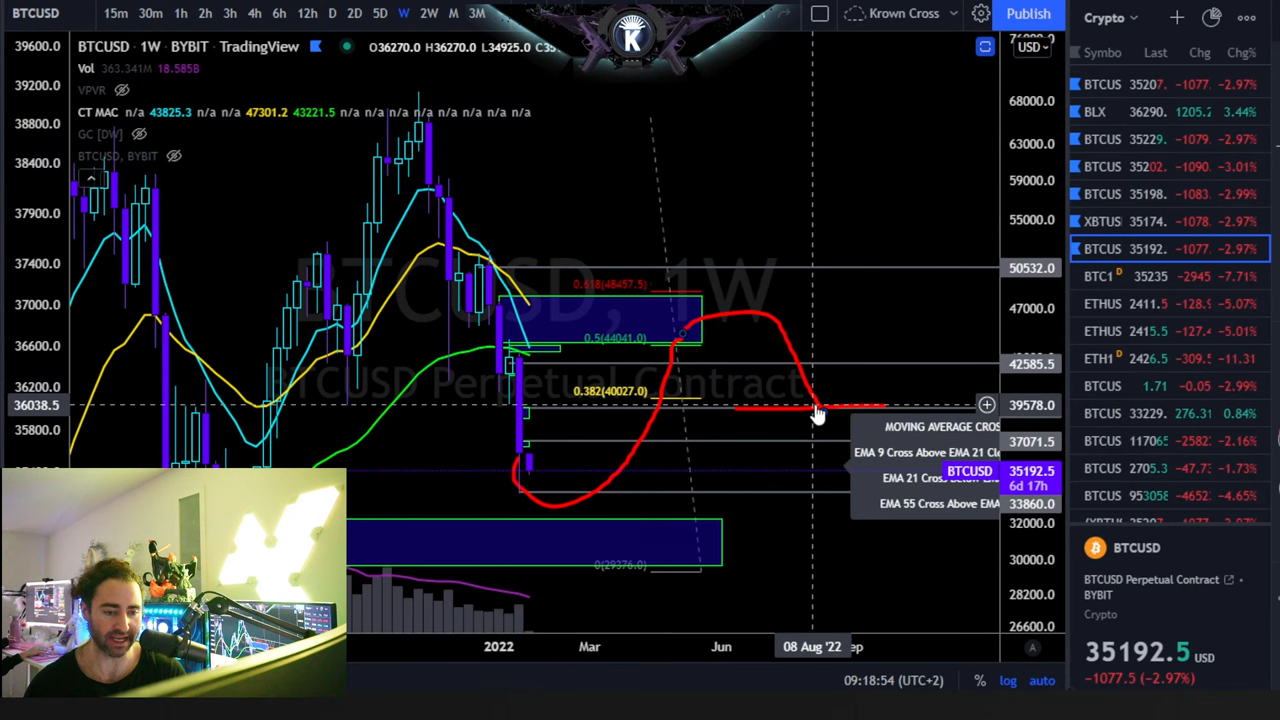 BTCUSD 15m 30m 1h 2h 3h 4h 6h 12h D 2D 5D W 2W M 3M Krown Cross Publish
K
BTCUSD · 1W · BYBIT · TradingView O36270.0 H36270.0 L34925.0
Vol 363.341M 18.585B
VPVR
CT MAC n/a 43825.3 n/a n/a 47301.2 43221.5 n/a n/a n/a n/a n/a n/a n/a n/a n/a
GC [DW]
BTCUSD, BYBIT
39600.0
39200.0
38800.0
38400.0
37900.0
37400.0
37000.0
36600.0
36200.0
36038.5
35800.0
BTCUSD, 1W
BTCUSD Perpetual Contract
0.618(48457.5)
0.5(44041.0)
0.382(40027.0)
0(29376.0)
MOVING AVERAGE CROS
EMA 9 Cross Above EMA 21 Cl
EMA 55 Cross Above EMA
BTCUSD
USD
68000.0
63000.0
59000.0
55000.0
50532.0
47000.0
42585.5
39578.0
37071.5
35192.5
6d 17h
33860.0
32000.0
30000.0
28200.0
26600.0
2022 Mar Jun 08 Aug '22 ep A
09:18:54 (UTC+2) % log auto
Crypto
Symbo Last Chg Chg%
BTCUS 35207. -1077. -2.97%
BLX 36290. 1205.2 3.44%
BTCUS 35229. -1079. -2.97%
BTCUS 35202. -1090. -3.01%
BTCUS 35198. -1083. -2.99%
XBTUS 35174. -1078. -2.97%
BTCUS 35192. -1077. -2.97%
BTC1 D 35235 -2945 -7.71%
ETHUS 2411.5 -128.9 -5.07%
ETHUS 2415.5 -127.4 -5.01%
ETH1 D 2426.5 -309.5 -11.31
BTCUS 1.71 -0.05 -2.99%
BTCUS 33229. 276.31 0.84%
BTCUS 117065 -2582 -2.16%
BTCUS 2705.3 -47.73 -1.73%
BTCUS 953058 -4652 -4.65%
BTCUSD
BTCUSD Perpetual Contract ·
BYBIT
Crypto
35192.5 USD
−1077.5 (−2.97%)